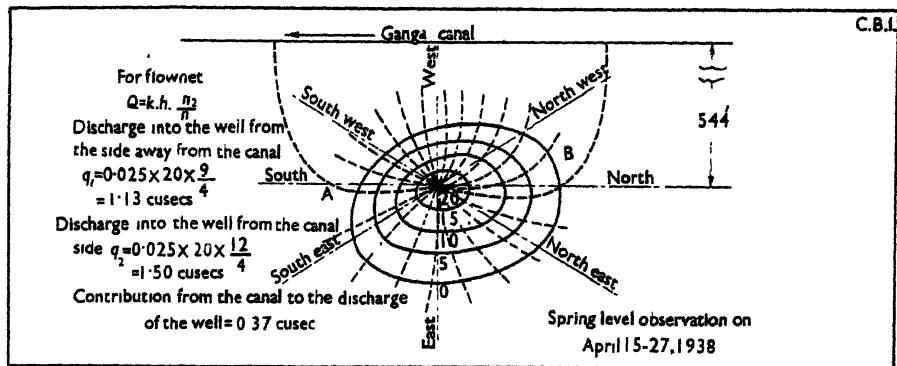 C.B.I.
Ganga canal
West
For flownet
Q=k.h. n₂/n
South west
North west
544
Discharge into the well from
the side away from the canal
q₁=0·025×20×9/4
=1·13 cusecs
South
A
B
North
20
15
10
5
0
Discharge into the well from the canal
side q₂=0·025×20×12/4
=1·50 cusecs
South east
North east
Contribution from the canal to the discharge
of the well=0 37 cusec
East
Spring level observation on
April 15-27,1938